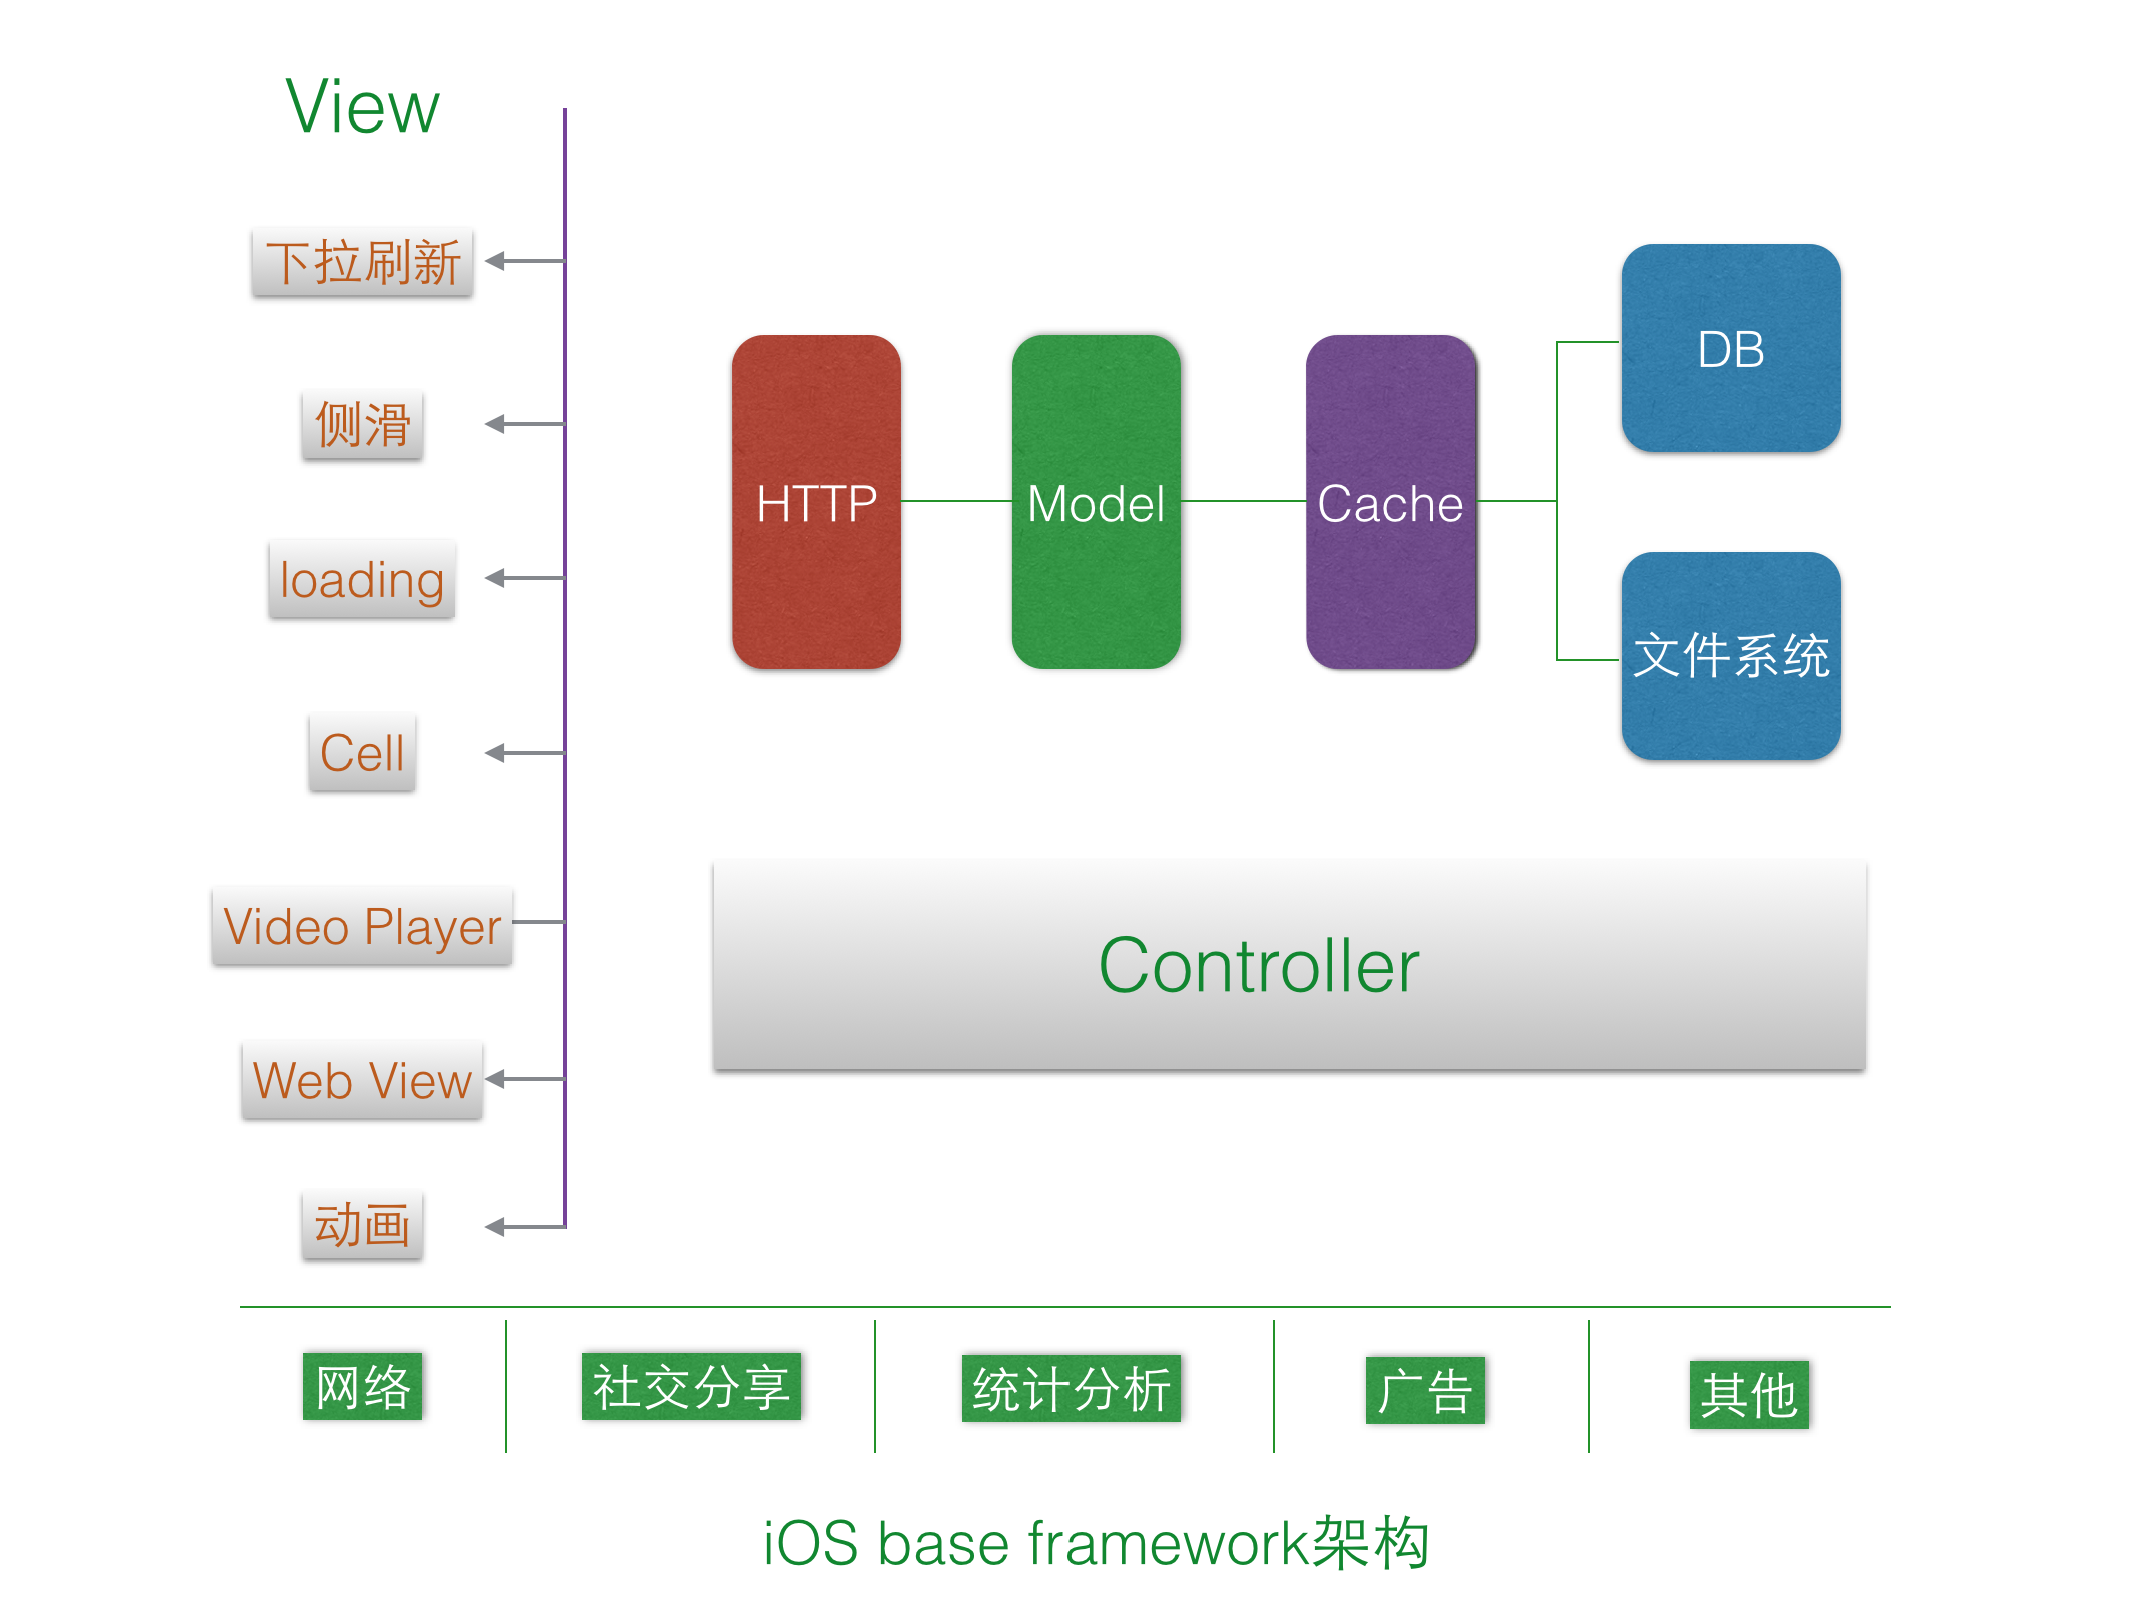 View
下拉刷新
侧滑
loading
Cell
Video Player
Web View
动画
HTTP
Model
Cache
DB
文件系统
Controller
网络
社交分享
统计分析
广告
其他
iOS base framework架构